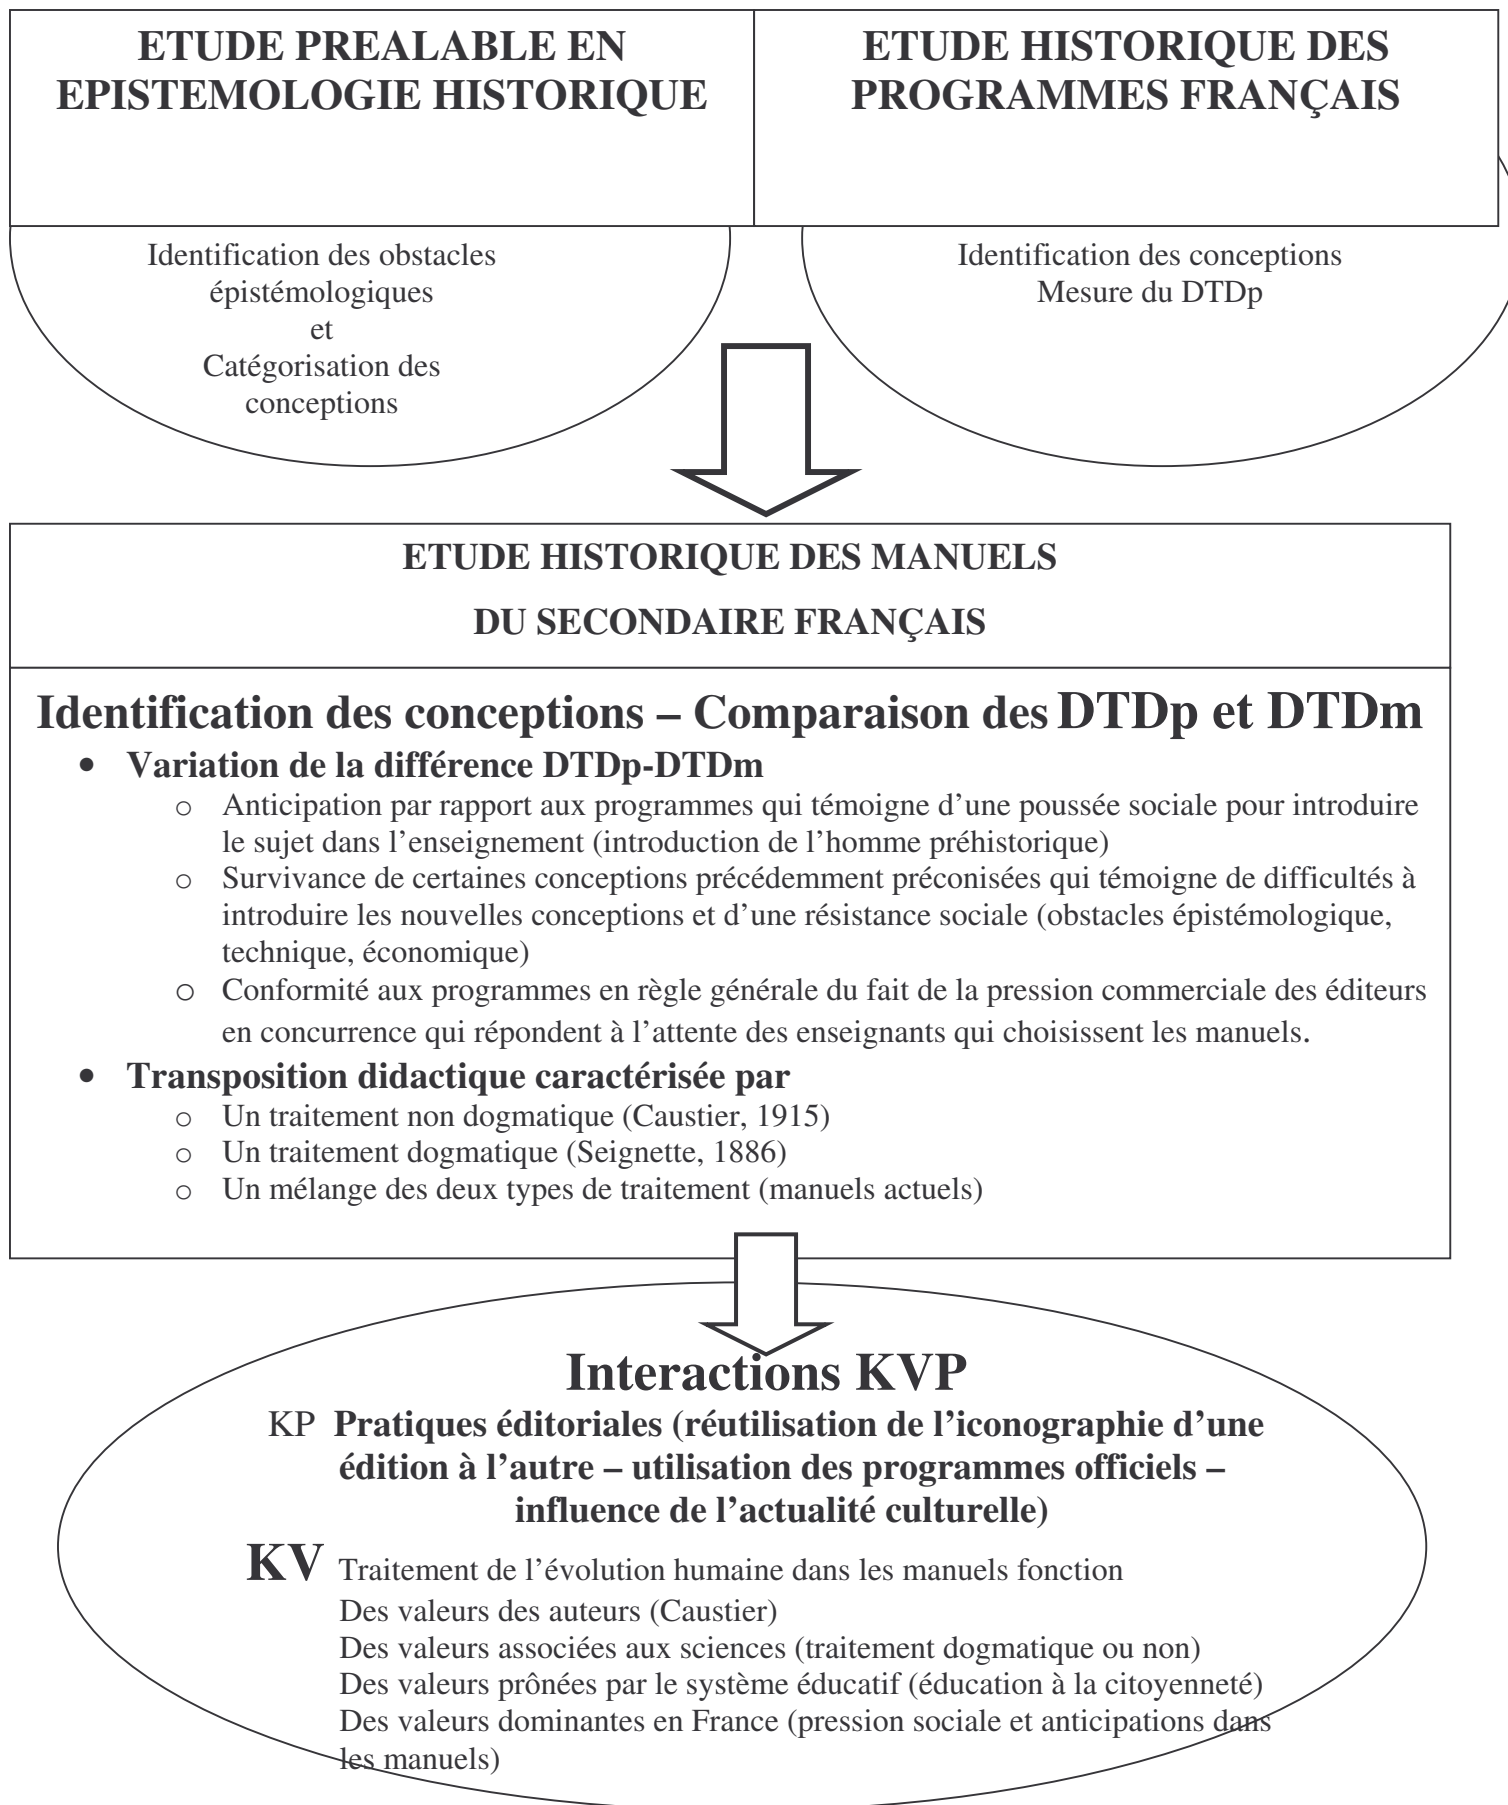 ETUDE PREALABLE EN
EPISTEMOLOGIE HISTORIQUE
ETUDE HISTORIQUE DES
PROGRAMMES FRANÇAIS
Identification des obstacles
épistémologiques
et
Catégorisation des
conceptions
Identification des conceptions
Mesure du DTDp
ETUDE HISTORIQUE DES MANUELS
DU SECONDAIRE FRANÇAIS
Identification des conceptions – Comparaison des DTDp et DTDm
• Variation de la différence DTDp-DTDm
o Anticipation par rapport aux programmes qui témoigne d’une poussée sociale pour introduire
le sujet dans l’enseignement (introduction de l’homme préhistorique)
o Survivance de certaines conceptions précédemment préconisées qui témoigne de difficultés à
introduire les nouvelles conceptions et d’une résistance sociale (obstacles épistémologique,
technique, économique)
o Conformité aux programmes en règle générale du fait de la pression commerciale des éditeurs
en concurrence qui répondent à l’attente des enseignants qui choisissent les manuels.
• Transposition didactique caractérisée par
o Un traitement non dogmatique (Caustier, 1915)
o Un traitement dogmatique (Seignette, 1886)
o Un mélange des deux types de traitement (manuels actuels)
Interactions KVP
KP Pratiques éditoriales (réutilisation de l’iconographie d’une
édition à l’autre – utilisation des programmes officiels –
influence de l’actualité culturelle)
KV Traitement de l’évolution humaine dans les manuels fonction
Des valeurs des auteurs (Caustier)
Des valeurs associées aux sciences (traitement dogmatique ou non)
Des valeurs prônées par le système éducatif (éducation à la citoyenneté)
Des valeurs dominantes en France (pression sociale et anticipations dans
les manuels)